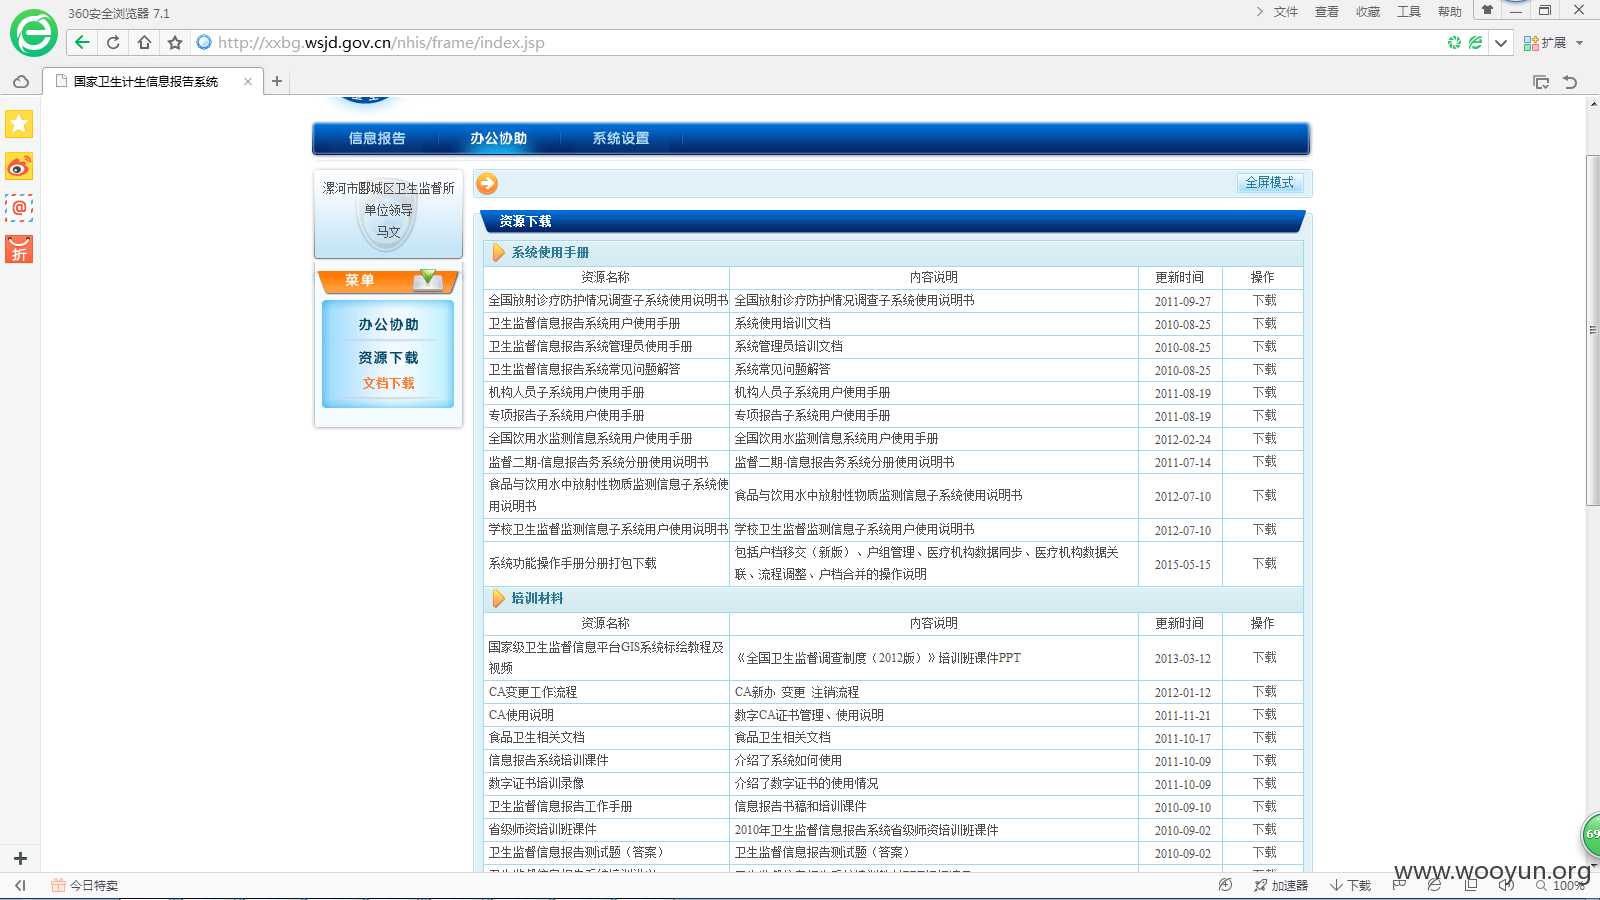 360安全浏览器 7.1
文件 查看 收藏 工具 帮助
http://xxbg.wsjd.gov.cn/nhis/frame/index.jsp
扩展
国家卫生计生信息报告系统
信息报告 办公协助 系统设置
漯河市郾城区卫生监督所
单位领导
马文
全屏模式
菜单
办公协助
资源下载
文档下载
资源下载
系统使用手册
资源名称 内容说明 更新时间 操作
全国放射诊疗防护情况调查子系统使用说明书 全国放射诊疗防护情况调查子系统使用说明书 2011-09-27 下载
卫生监督信息报告系统用户使用手册 系统使用培训文档 2010-08-25 下载
卫生监督信息报告系统管理员使用手册 系统管理员培训文档 2010-08-25 下载
卫生监督信息报告系统常见问题解答 系统常见问题解答 2010-08-25 下载
机构人员子系统用户使用手册 机构人员子系统用户使用手册 2011-08-19 下载
专项报告子系统用户使用手册 专项报告子系统用户使用手册 2011-08-19 下载
全国饮用水监测信息系统用户使用手册 全国饮用水监测信息系统用户使用手册 2012-02-24 下载
监督二期-信息报告务系统分册使用说明书 监督二期-信息报告务系统分册使用说明书 2011-07-14 下载
食品与饮用水中放射性物质监测信息子系统使
用说明书 食品与饮用水中放射性物质监测信息子系统使用说明书 2012-07-10 下载
学校卫生监督监测信息子系统用户使用说明书 学校卫生监督监测信息子系统用户使用说明书 2012-07-10 下载
系统功能操作手册分册打包下载 包括户档移交（新版）、户组管理、医疗机构数据同步、医疗机构数据关
联、流程调整、户档合并的操作说明 2015-05-15 下载
培训材料
资源名称 内容说明 更新时间 操作
国家级卫生监督信息平台GIS系统标绘教程及
视频 《全国卫生监督调查制度（2012版）》培训班课件PPT 2013-03-12 下载
CA变更工作流程 CA新办 变更 注销流程 2012-01-12 下载
CA使用说明 数字CA证书管理、使用说明 2011-11-21 下载
食品卫生相关文档 食品卫生相关文档 2011-10-17 下载
信息报告系统培训课件 介绍了系统如何使用 2011-10-09 下载
数字证书培训录像 介绍了数字证书的使用情况 2011-10-09 下载
卫生监督信息报告工作手册 信息报告书稿和培训课件 2010-09-10 下载
省级师资培训班课件 2010年卫生监督信息报告系统省级师资培训班课件 2010-09-02 下载
卫生监督信息报告测试题（答案） 卫生监督信息报告测试题（答案） 2010-09-02 下载
69
www.wooyun.org
今日特卖
加速器 下载 100%
折